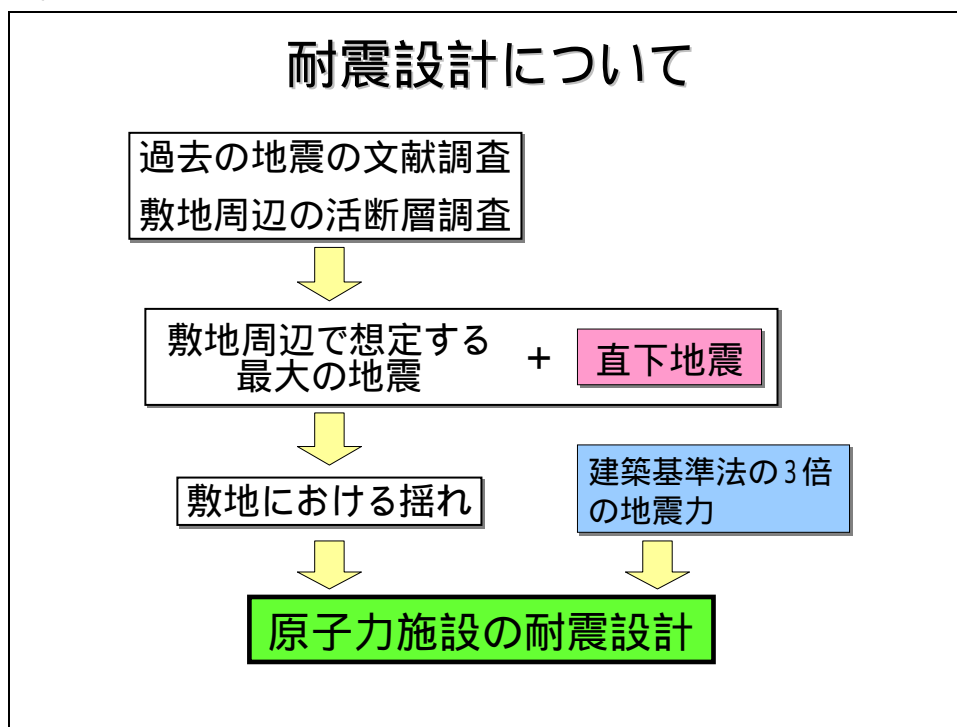 耐震設計について
過去の地震の文献調査
敷地周辺の活断層調査
敷地周辺で想定する
最大の地震
+
直下地震
敷地における揺れ
建築基準法の3倍
の地震力
原子力施設の耐震設計